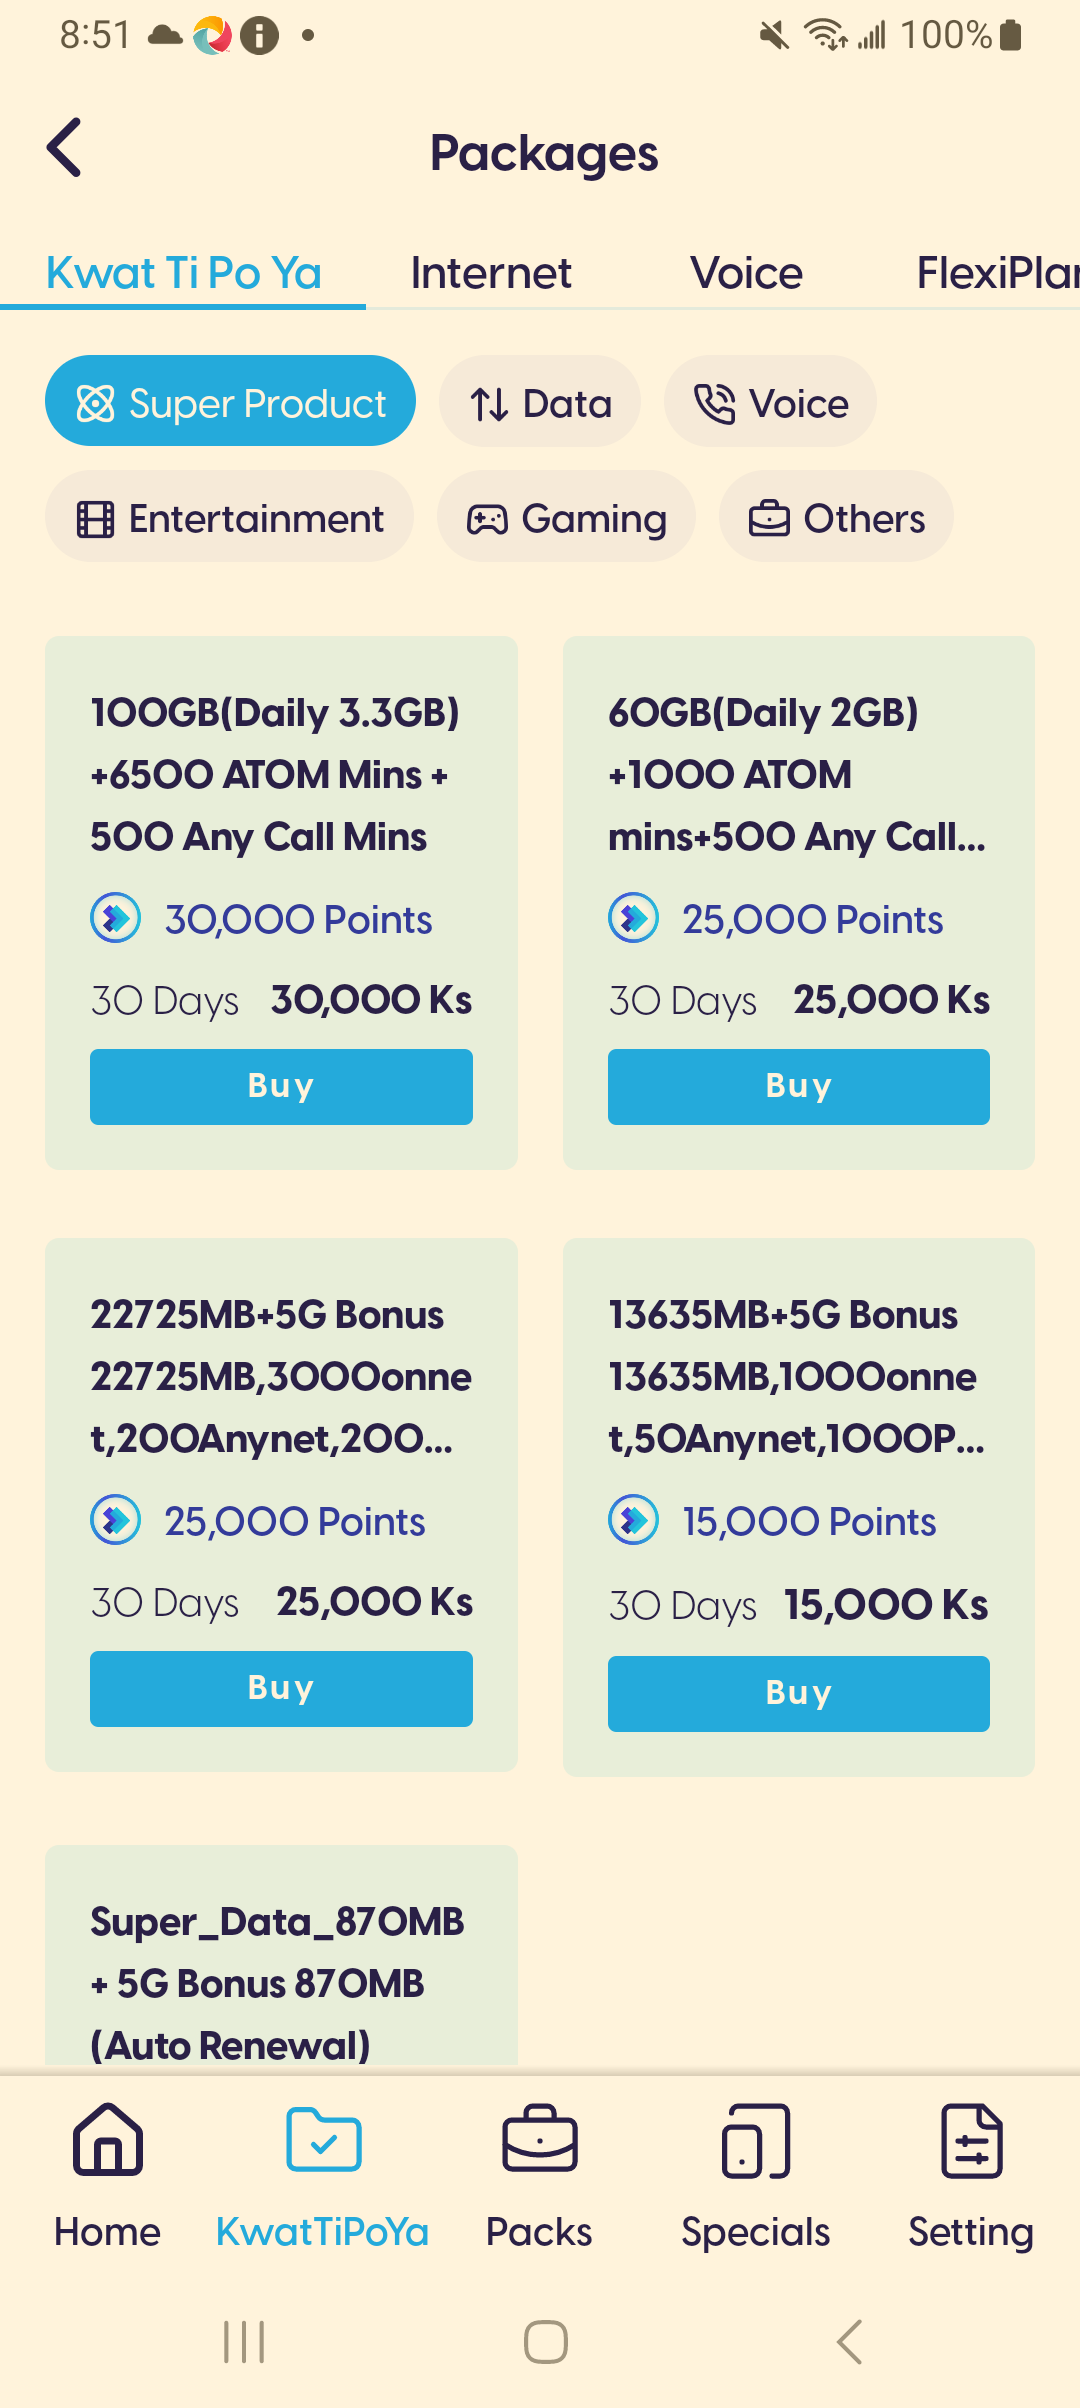 8:51
100%
Packages
Kwat Ti Po Ya
Internet
Voice
FlexiPlan
Super Product
Data
Voice
Entertainment
Gaming
Others
100GB(Daily 3.3GB)
+6500 ATOM Mins +
500 Any Call Mins
30,000 Points
30 Days 30,000 Ks
Buy
60GB(Daily 2GB)
+1000 ATOM
mins+500 Any Call...
25,000 Points
30 Days 25,000 Ks
Buy
22725MB+5G Bonus
22725MB,3000onne
t,200Anynet,200...
25,000 Points
30 Days 25,000 Ks
Buy
13635MB+5G Bonus
13635MB,1000onne
t,50Anynet,1000P...
15,000 Points
30 Days 15,000 Ks
Buy
Super_Data_870MB
+ 5G Bonus 870MB
(Auto Renewal)
Home
KwatTiPoYa
Packs
Specials
Setting